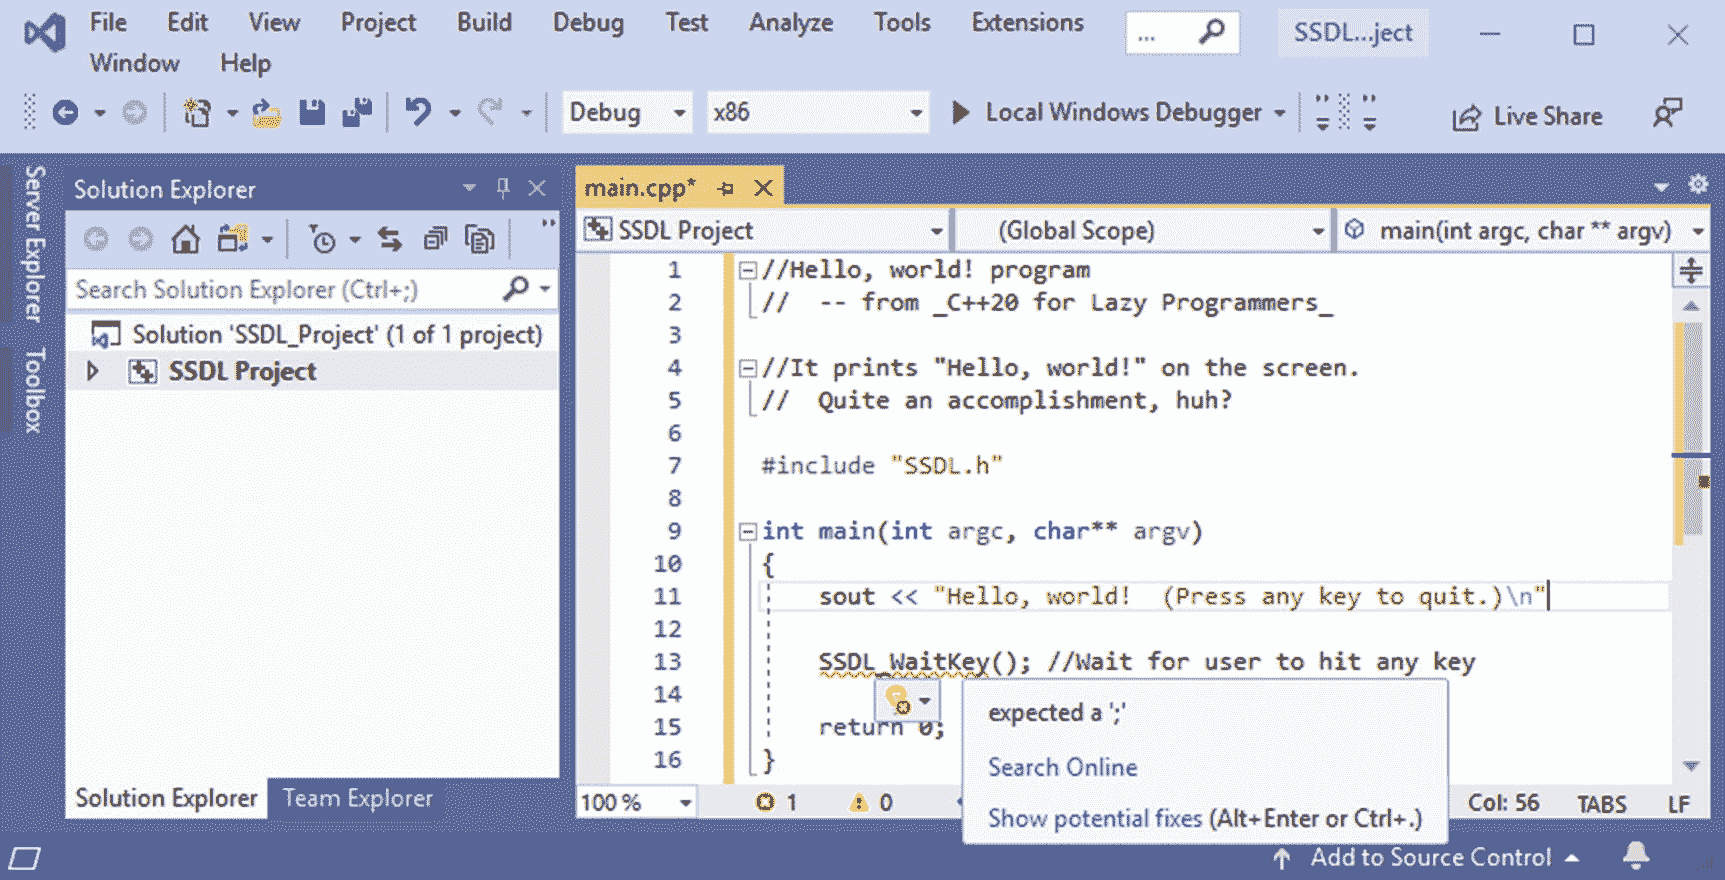 File Edit View Project Build Debug Test Analyze Tools Extensions ... SSDL...ject
Window Help
Debug x86 Local Windows Debugger Live Share
Server Explorer
Toolbox
Solution Explorer
Search Solution Explorer (Ctrl+;)
Solution 'SSDL_Project' (1 of 1 project)
SSDL Project
Solution Explorer Team Explorer
main.cpp*
SSDL Project (Global Scope) main(int argc, char ** argv)
1 //Hello, world! program
2 //  -- from _C++20 for Lazy Programmers_
3
4 //It prints "Hello, world!" on the screen.
5 //  Quite an accomplishment, huh?
6
7 #include "SSDL.h"
8
9 int main(int argc, char** argv)
10 {
11 sout << "Hello, world!  (Press any key to quit.)\n"
12
13 SSDL_WaitKey(); //Wait for user to hit any key
14
15 return 0;
16 }
expected a ';'
Search Online
Show potential fixes (Alt+Enter or Ctrl+.)
100 % 1 0 Col: 56 TABS LF
Add to Source Control